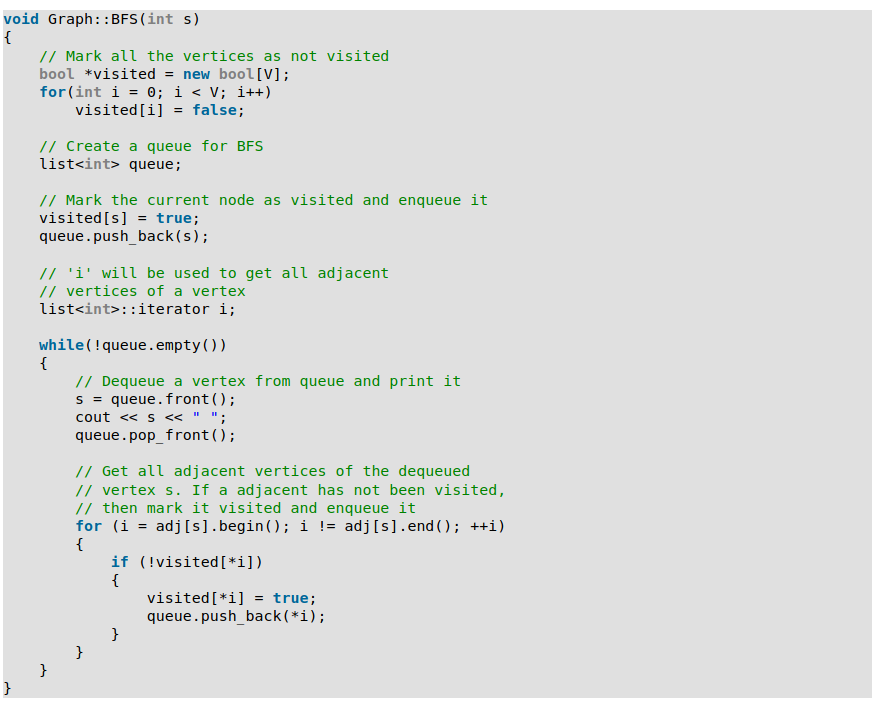 void Graph::BFS(int s)
{
    // Mark all the vertices as not visited
    bool *visited = new bool[V];
    for(int i = 0; i < V; i++)
        visited[i] = false;

    // Create a queue for BFS
    list<int> queue;

    // Mark the current node as visited and enqueue it
    visited[s] = true;
    queue.push_back(s);

    // 'i' will be used to get all adjacent
    // vertices of a vertex
    list<int>::iterator i;

    while(!queue.empty())
    {
        // Dequeue a vertex from queue and print it
        s = queue.front();
        cout << s << " ";
        queue.pop_front();

        // Get all adjacent vertices of the dequeued
        // vertex s. If a adjacent has not been visited,
        // then mark it visited and enqueue it
        for (i = adj[s].begin(); i != adj[s].end(); ++i)
        {
            if (!visited[*i])
            {
                visited[*i] = true;
                queue.push_back(*i);
            }
        }
    }
}